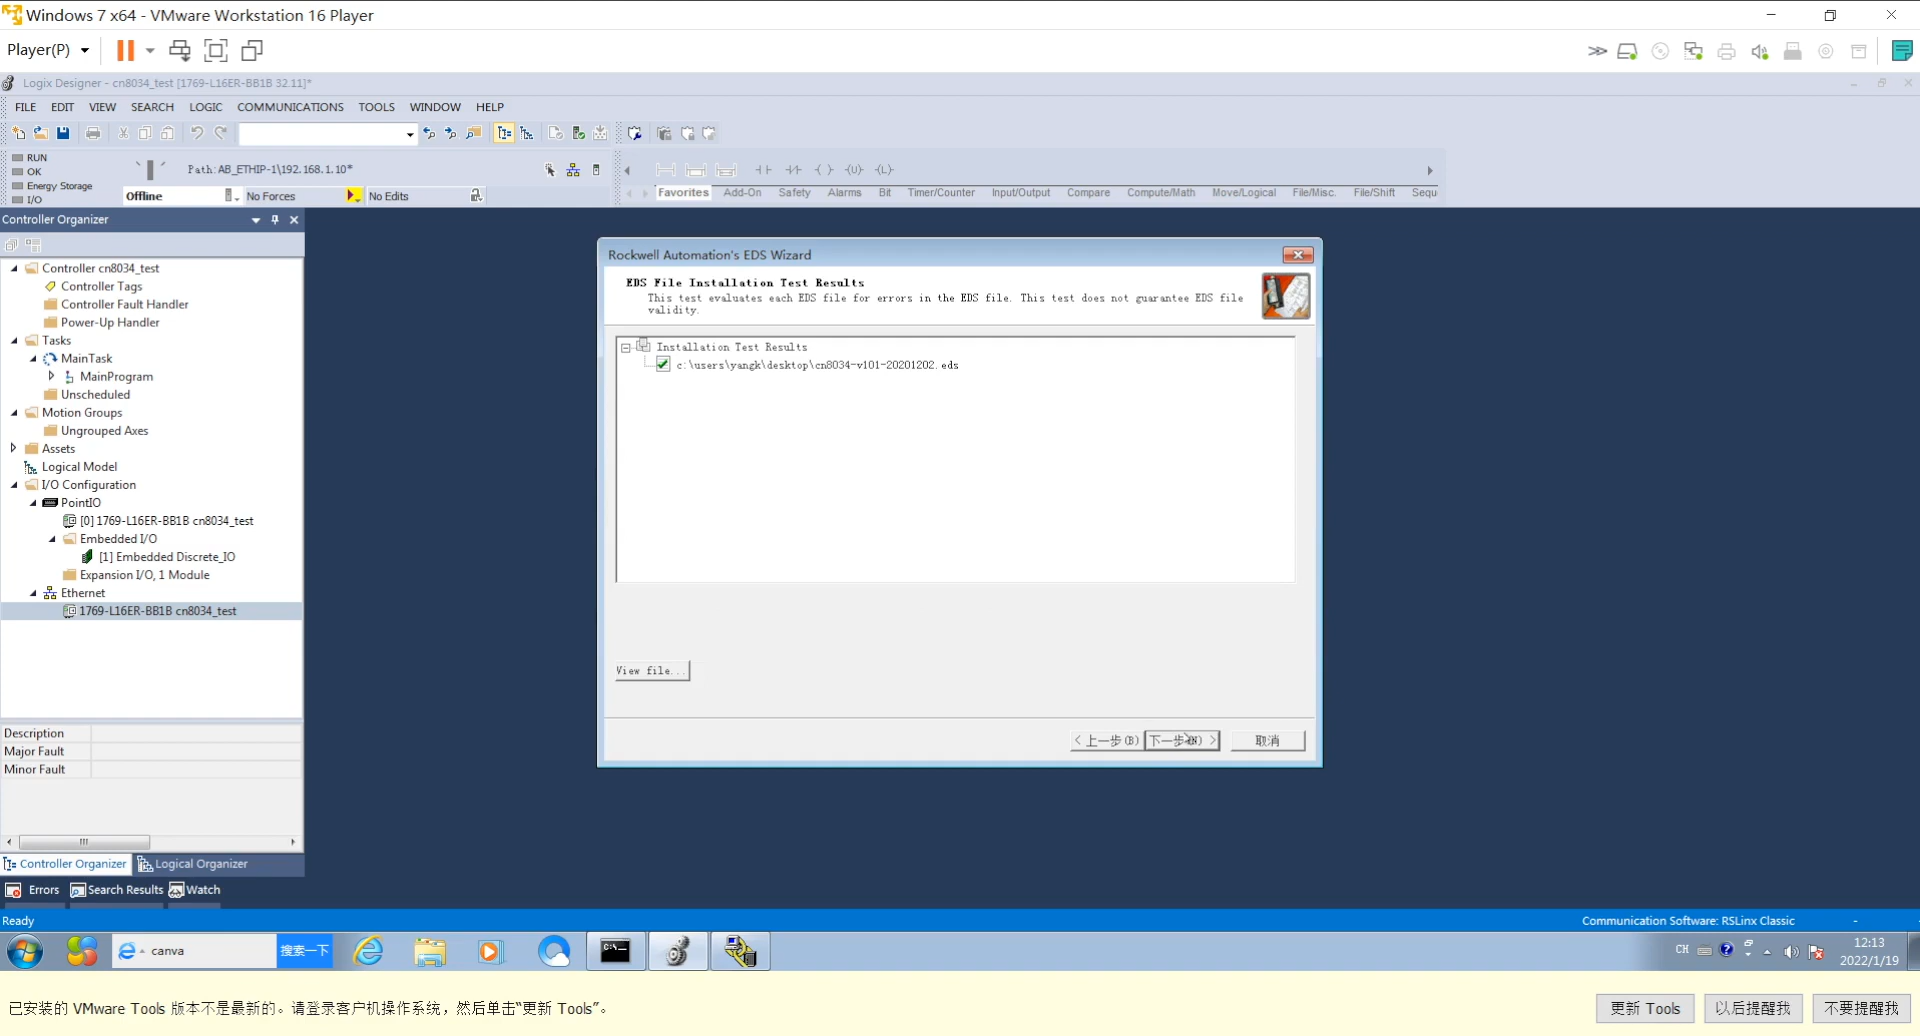 Windows 7 x64 - VMware Workstation 16 Player
Player(P)
Logix Designer - cn8034_test [1769-L16ER-BB1B 32.11]*
FILE EDIT VIEW SEARCH LOGIC COMMUNICATIONS TOOLS WINDOW HELP
RUN
OK
Energy Storage
I/O
Path: AB_ETHIP-1\192.168.1.10*
Offline No Forces No Edits
Favorites Add-On Safety Alarms Bit Timer/Counter Input/Output Compare Compute/Math Move/Logical File/Misc. File/Shift Sequ
Controller Organizer
Controller cn8034_test
Controller Tags
Controller Fault Handler
Power-Up Handler
Tasks
MainTask
MainProgram
Unscheduled
Motion Groups
Ungrouped Axes
Assets
Logical Model
I/O Configuration
PointIO
[0] 1769-L16ER-BB1B cn8034_test
Embedded I/O
[1] Embedded Discrete_IO
Expansion I/O, 1 Module
Ethernet
1769-L16ER-BB1B cn8034_test
Description
Major Fault
Minor Fault
Controller Organizer Logical Organizer
Errors Search Results Watch
Rockwell Automation's EDS Wizard
EDS File Installation Test Results
This test evaluates each EDS file for errors in the EDS file. This test does not guarantee EDS file
validity.
Installation Test Results
c:\users\yangk\desktop\cn8034-v101-20201202.eds
View file...
< 上一步(B) 下一步(N) > 取消
Ready
Communication Software: RSLinx Classic
canva 搜索一下
CH
12:13
2022/1/19
已安装的 VMware Tools 版本不是最新的。请登录客户机操作系统，然后单击“更新 Tools”。
更新 Tools 以后提醒我 不要提醒我